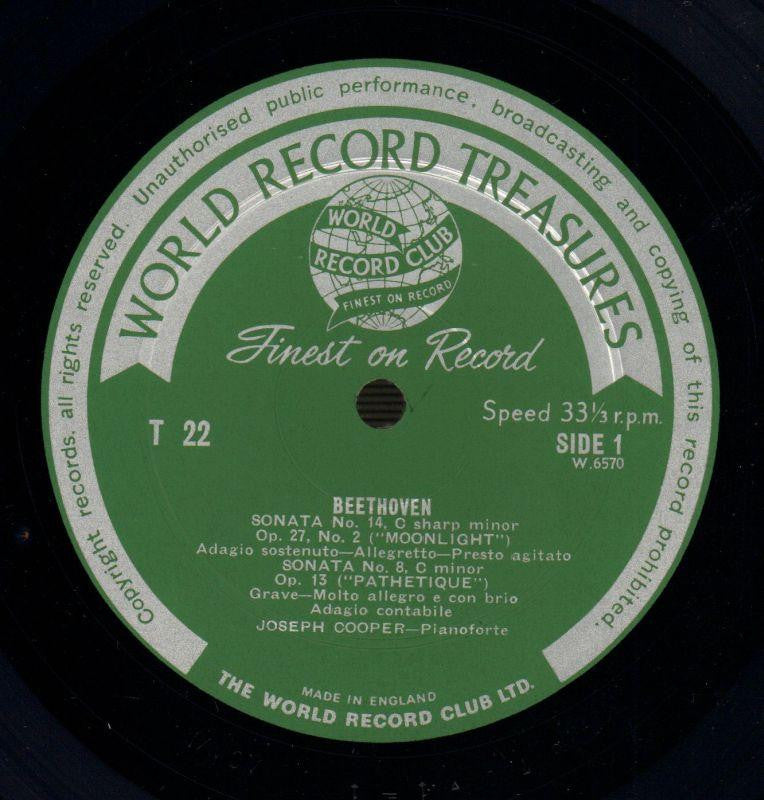 Copyright records. all rights reserved. Unauthorised public performance, broadcasting and copying of this record prohibited.
WORLD RECORD TREASURES
WORLD
RECORD CLUB
FINEST ON RECORD
Finest on Record
Speed 33⅓ r.p.m.
T 22
SIDE 1
W.6570
BEETHOVEN
SONATA No. 14, C sharp minor
Op. 27, No. 2 ("MOONLIGHT")
Adagio sostenuto—Allegretto—Presto agitato
SONATA No. 8, C minor
Op. 13 ("PATHETIQUE")
Grave—Molto allegro e con brio
Adagio contabile
JOSEPH COOPER—Pianoforte
MADE IN ENGLAND
THE WORLD RECORD CLUB LTD.